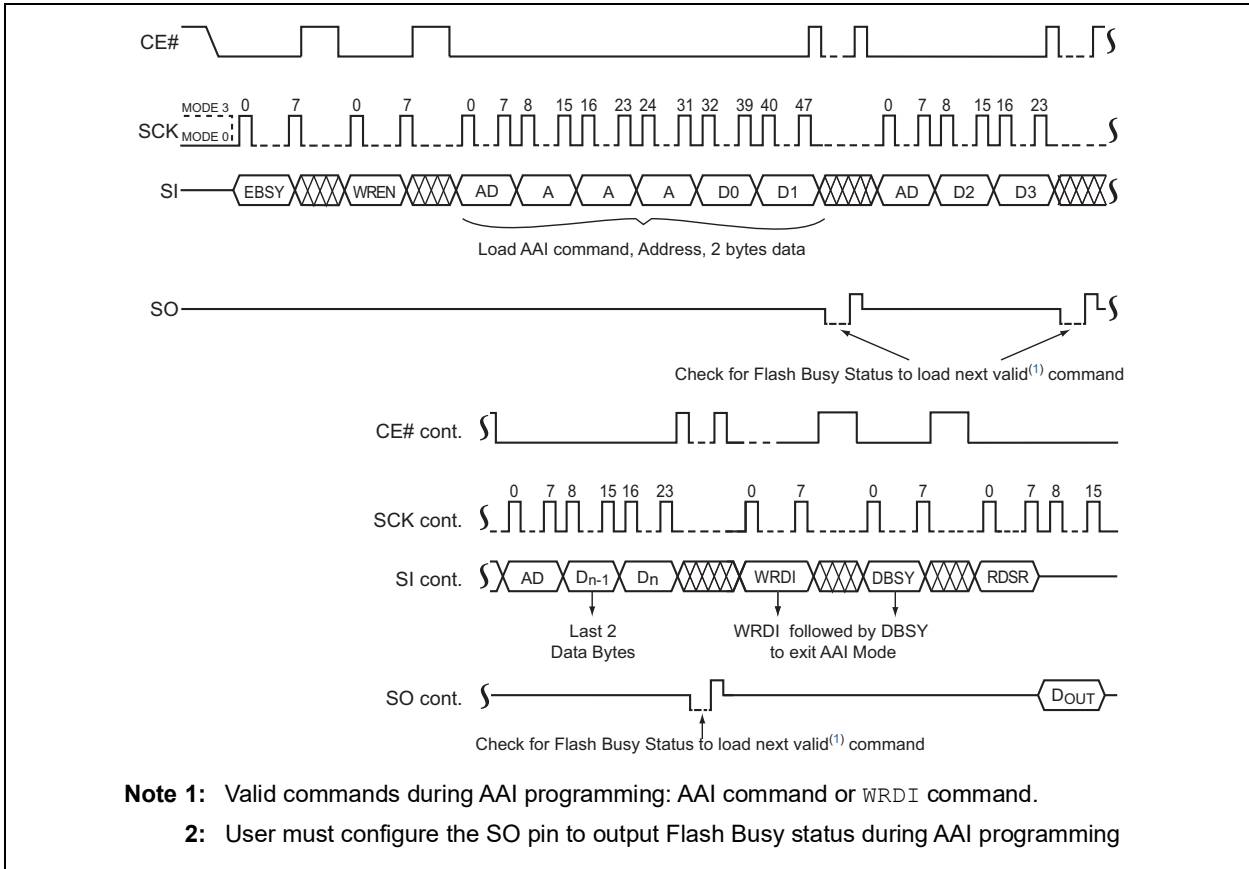 CE#
MODE 3
SCK MODE 0
0 7 0 7 0 7 8 15 16 23 24 31 32 39 40 47 0 7 8 15 16 23
SI EBSY WREN AD A A A D0 D1 AD D2 D3
Load AAI command, Address, 2 bytes data
SO
Check for Flash Busy Status to load next valid(1) command
CE# cont.
0 7 8 15 16 23 0 7 0 7 0 7 8 15
SCK cont.
SI cont. AD Dn-1 Dn WRDI DBSY RDSR
Last 2
Data Bytes
WRDI followed by DBSY
to exit AAI Mode
SO cont. DOUT
Check for Flash Busy Status to load next valid(1) command
Note 1: Valid commands during AAI programming: AAI command or WRDI command.
2: User must configure the SO pin to output Flash Busy status during AAI programming